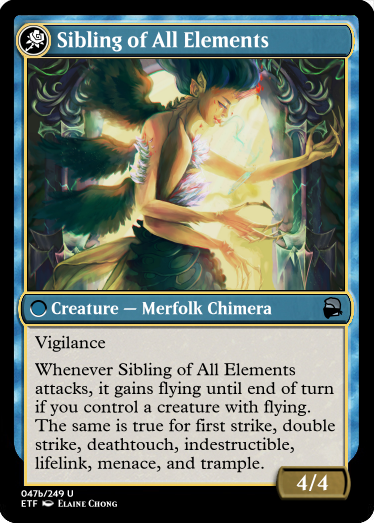 Sibling of All Elements
Creature — Merfolk Chimera
Vigilance
Whenever Sibling of All Elements
attacks, it gains flying until end of turn
if you control a creature with flying.
The same is true for first strike, double
strike, deathtouch, indestructible,
lifelink, menace, and trample.
4/4
047b/249 U
ETF Elaine Chong